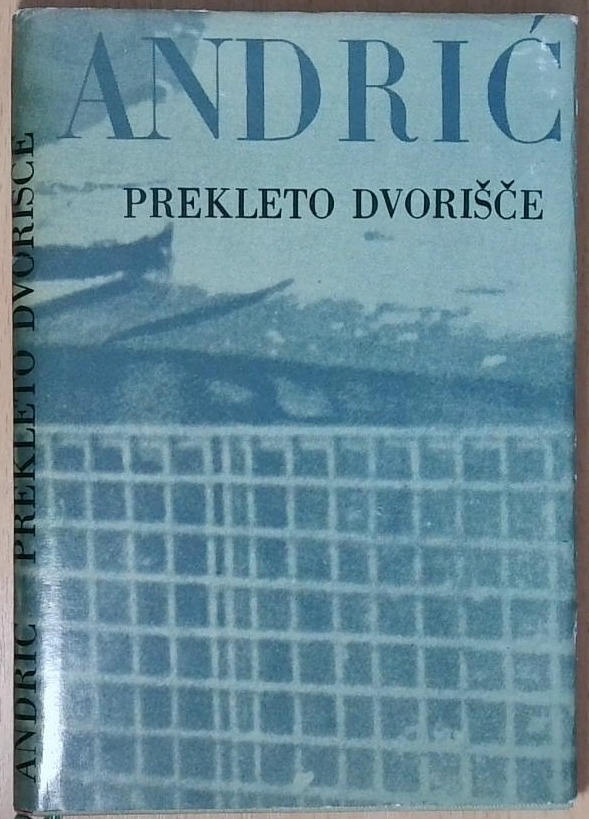 ANDRIĆ
PREKLETO DVORIŠČE
ANDRIĆ – PREKLETO DVORIŠČE